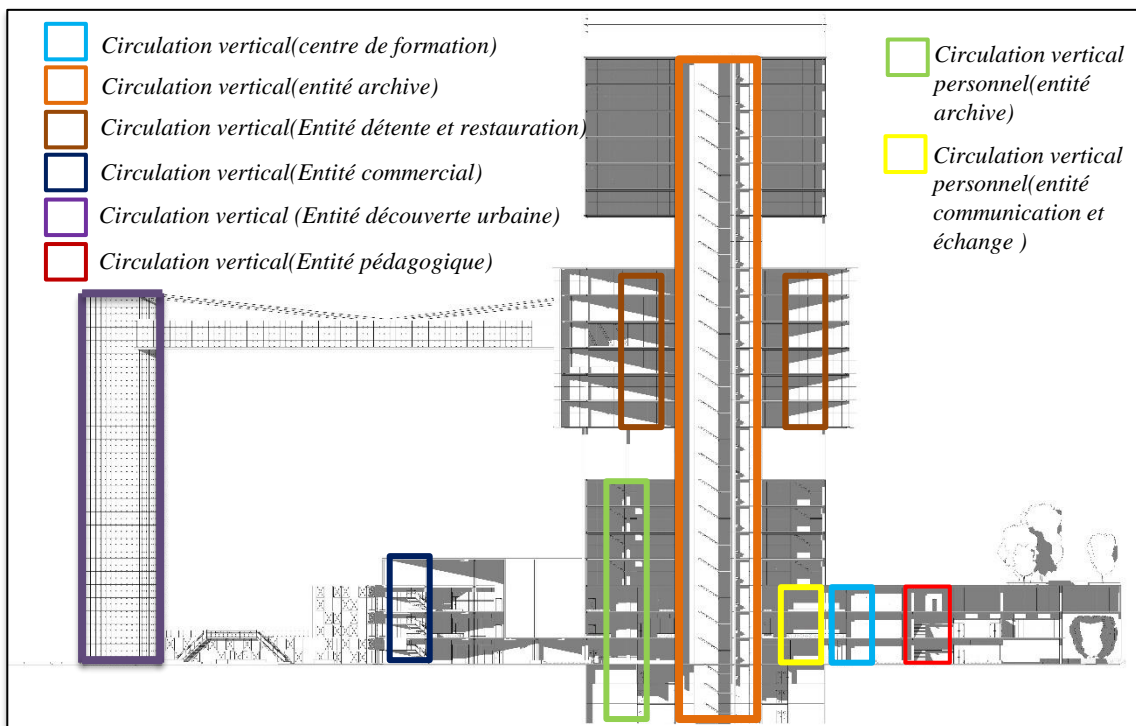 Circulation vertical(centre de formation)
Circulation vertical(entité archive)
Circulation vertical(Entité détente et restauration)
Circulation vertical(Entité commercial)
Circulation vertical (Entité découverte urbaine)
Circulation vertical(Entité pédagogique)
Circulation vertical
personnel(entité
archive)
Circulation vertical
personnel(entité
communication et
échange )